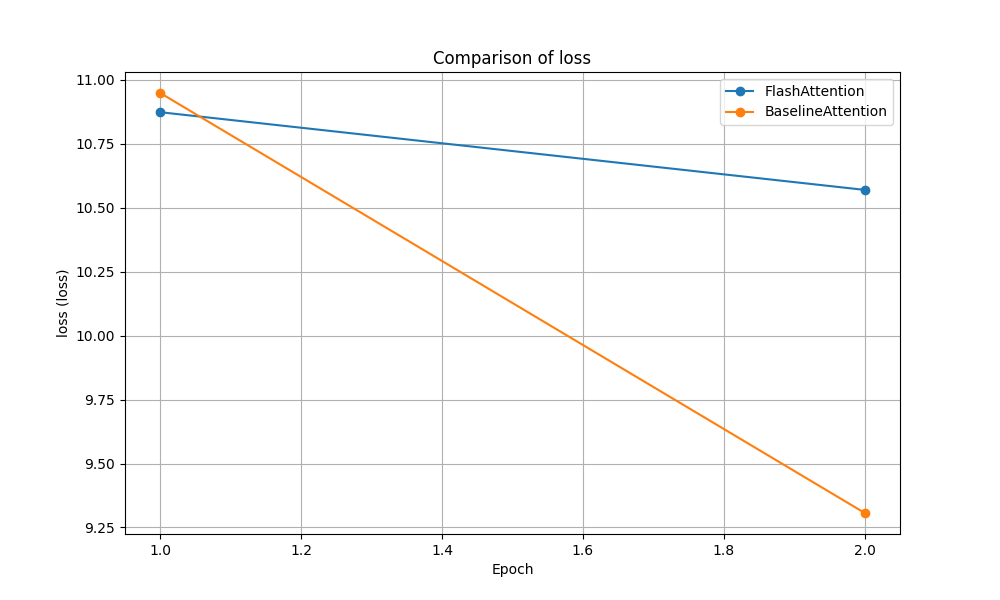 Comparison of loss
FlashAttention
BaselineAttention
loss (loss)
11.00
10.75
10.50
10.25
10.00
9.75
9.50
9.25
1.0
1.2
1.4
1.6
1.8
2.0
Epoch